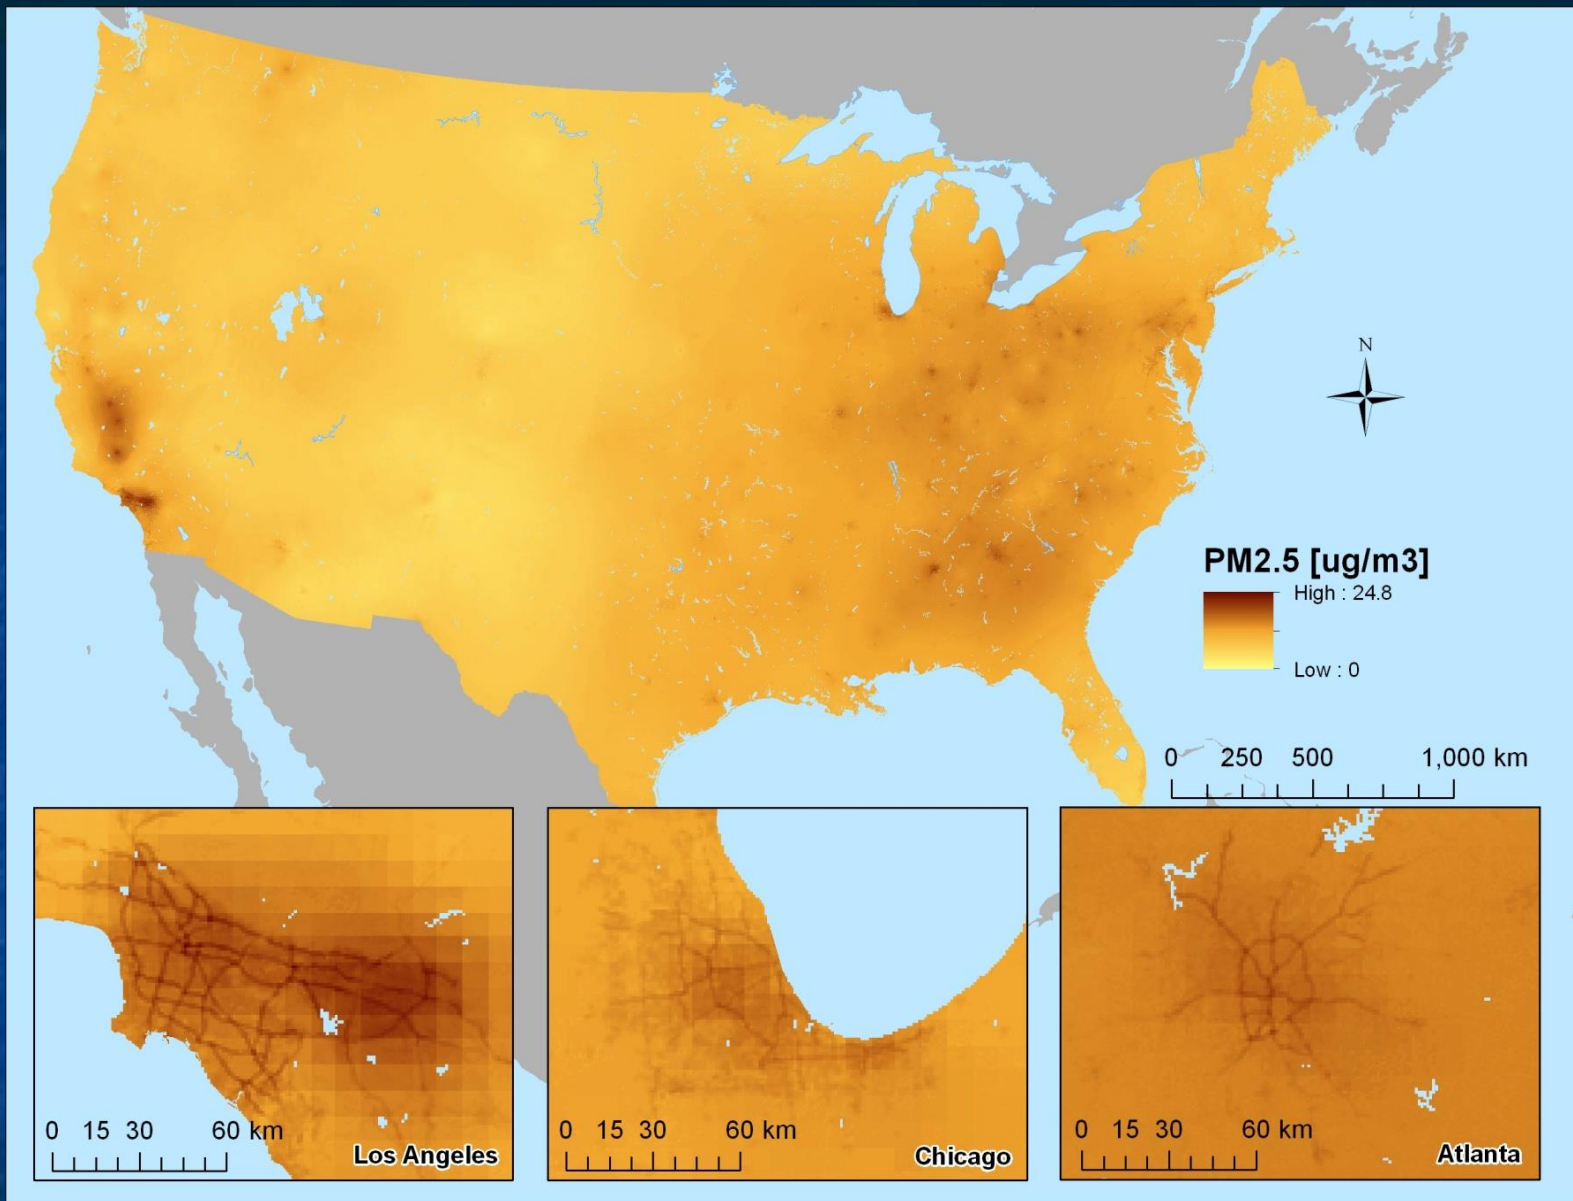 N
PM2.5 [ug/m3]
High : 24.8
Low : 0
0 250 500 1,000 km
0 15 30 60 km
Los Angeles
0 15 30 60 km
Chicago
0 15 30 60 km
Atlanta